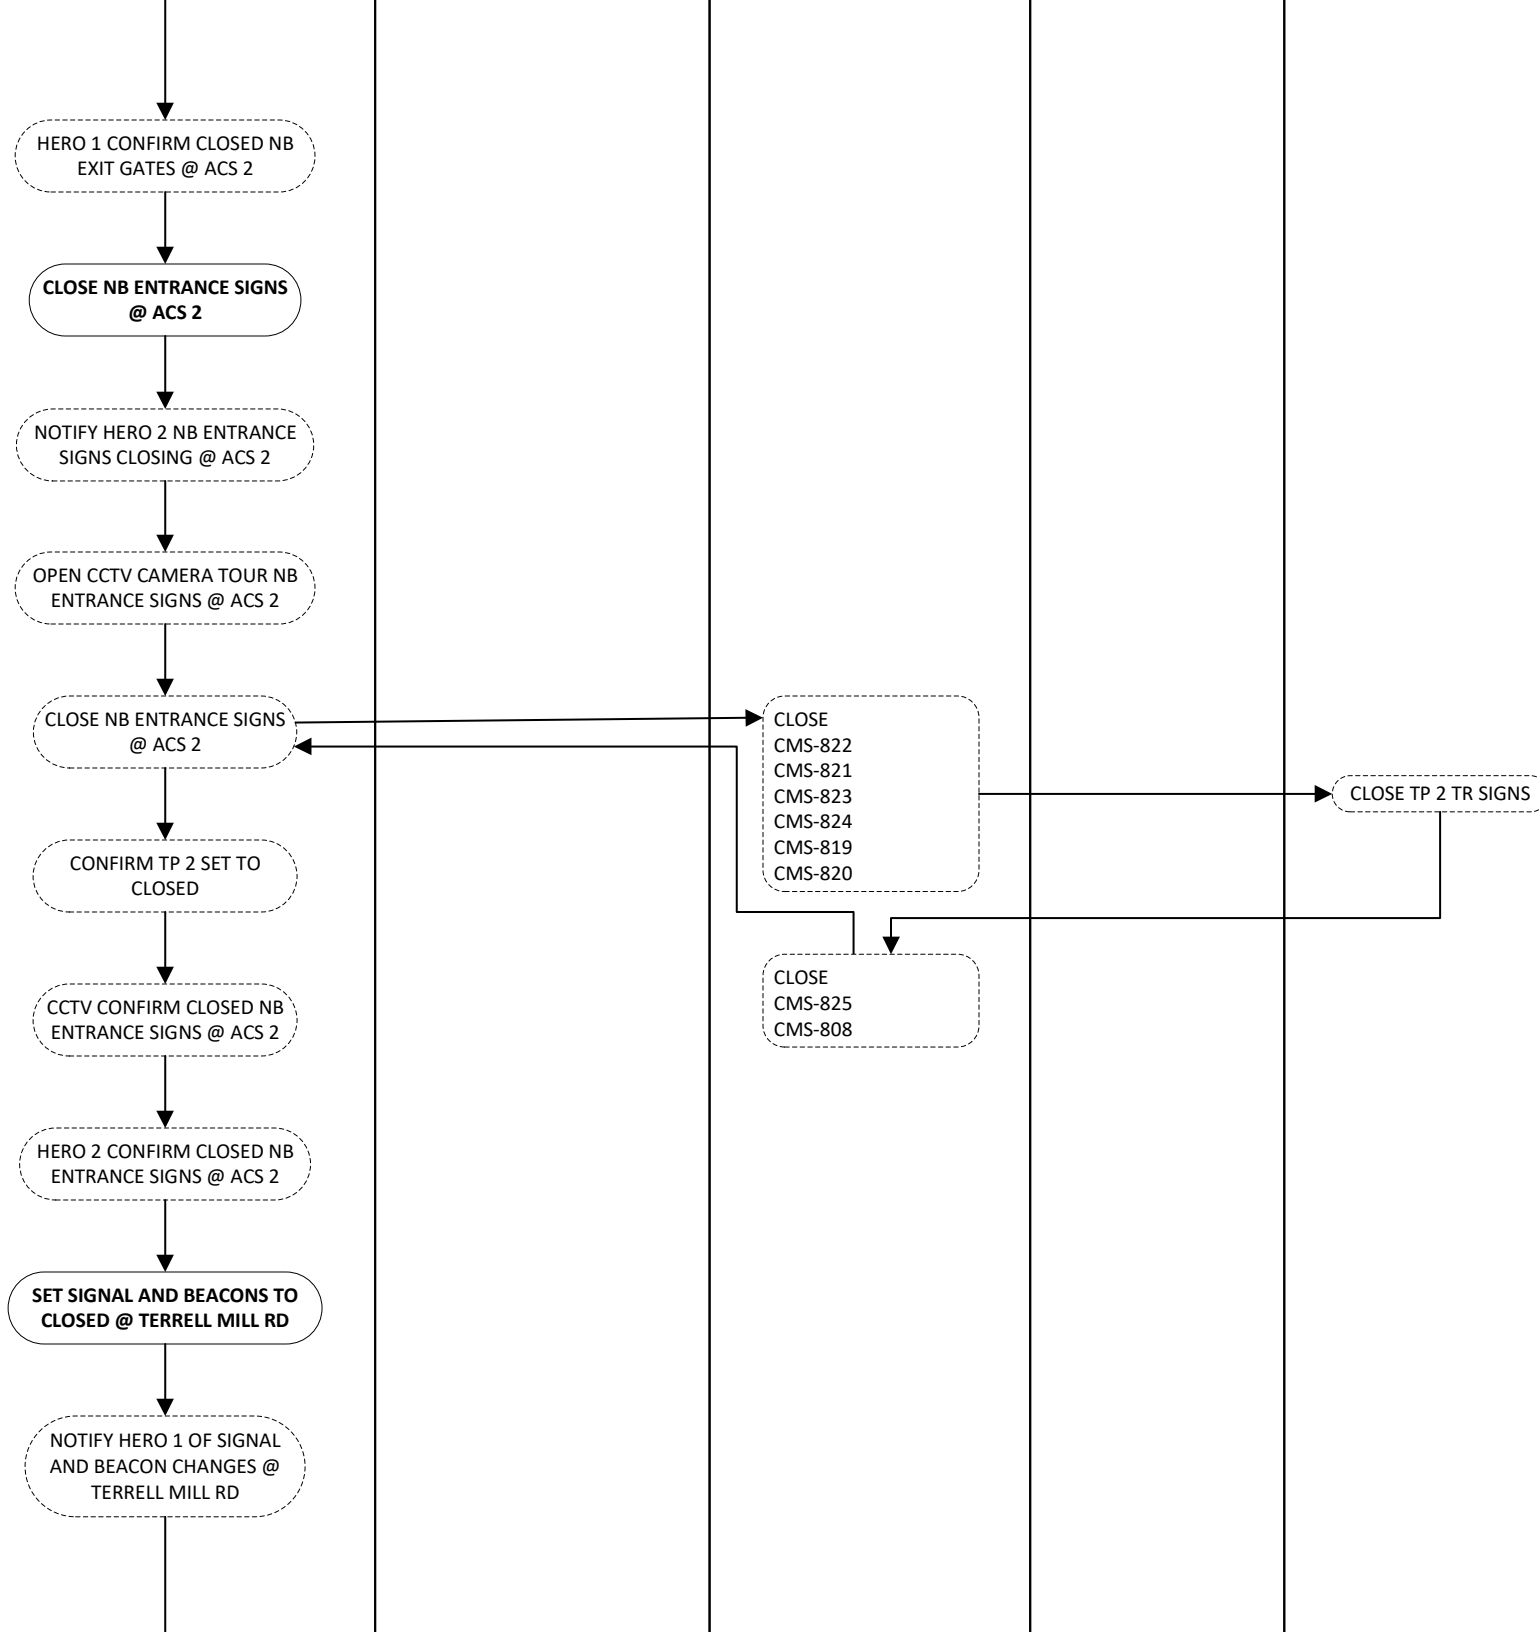 HERO 1 CONFIRM CLOSED NB
EXIT GATES @ ACS 2
CLOSE NB ENTRANCE SIGNS
@ ACS 2
NOTIFY HERO 2 NB ENTRANCE
SIGNS CLOSING @ ACS 2
OPEN CCTV CAMERA TOUR NB
ENTRANCE SIGNS @ ACS 2
CLOSE NB ENTRANCE SIGNS
@ ACS 2
CLOSE
CMS-822
CMS-821
CMS-823
CMS-824
CMS-819
CMS-820
CLOSE TP 2 TR SIGNS
CLOSE
CMS-825
CMS-808
CONFIRM TP 2 SET TO
CLOSED
CCTV CONFIRM CLOSED NB
ENTRANCE SIGNS @ ACS 2
HERO 2 CONFIRM CLOSED NB
ENTRANCE SIGNS @ ACS 2
SET SIGNAL AND BEACONS TO
CLOSED @ TERRELL MILL RD
NOTIFY HERO 1 OF SIGNAL
AND BEACON CHANGES @
TERRELL MILL RD